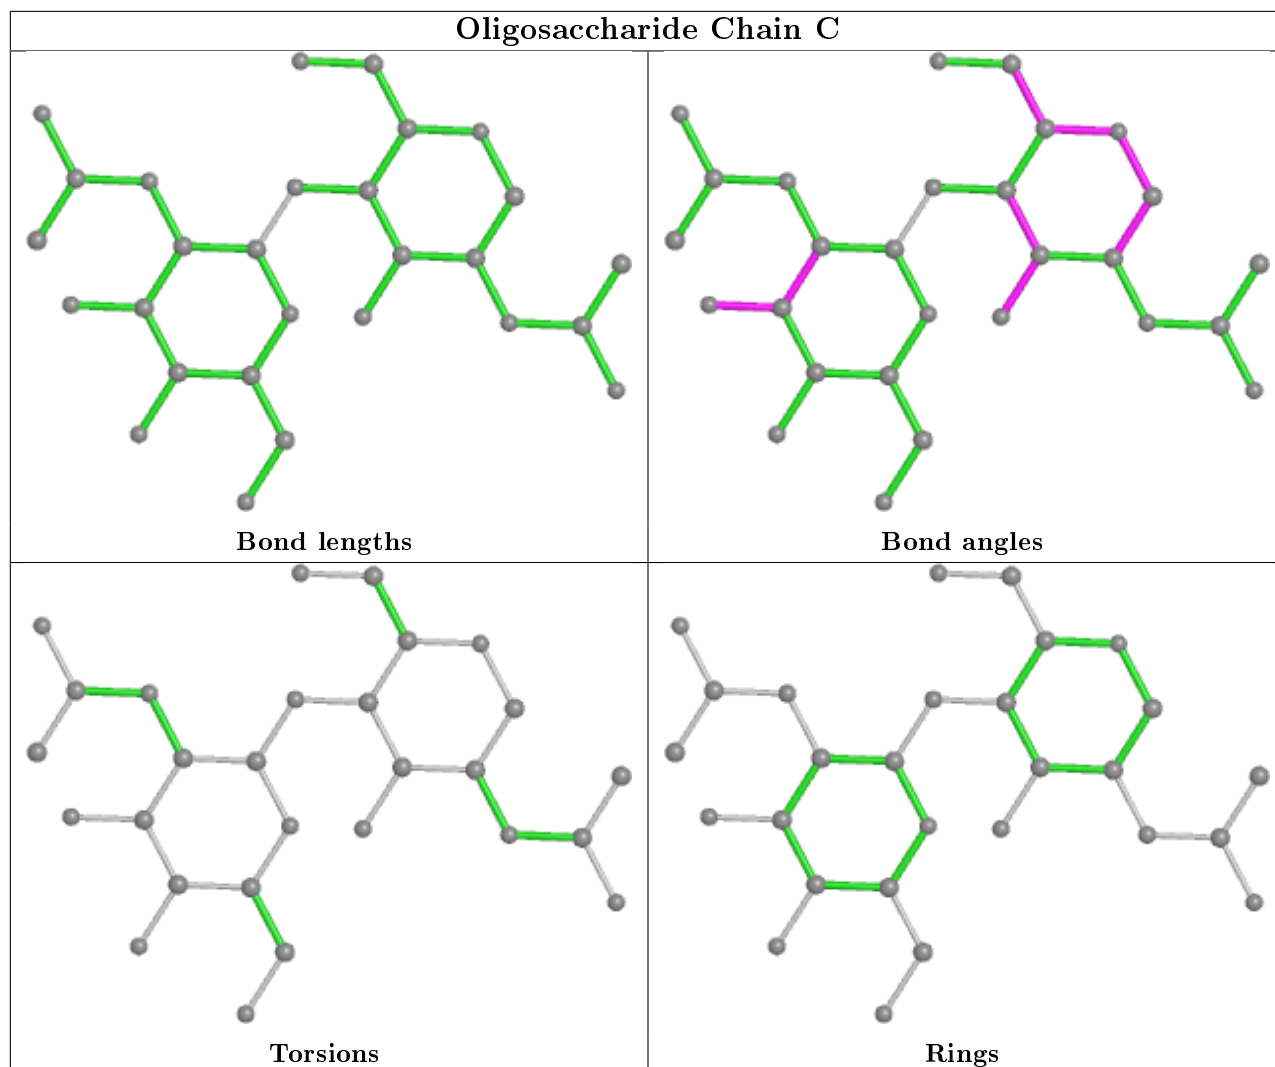 Oligosaccharide Chain C
Bond lengths
Bond angles
Torsions
Rings